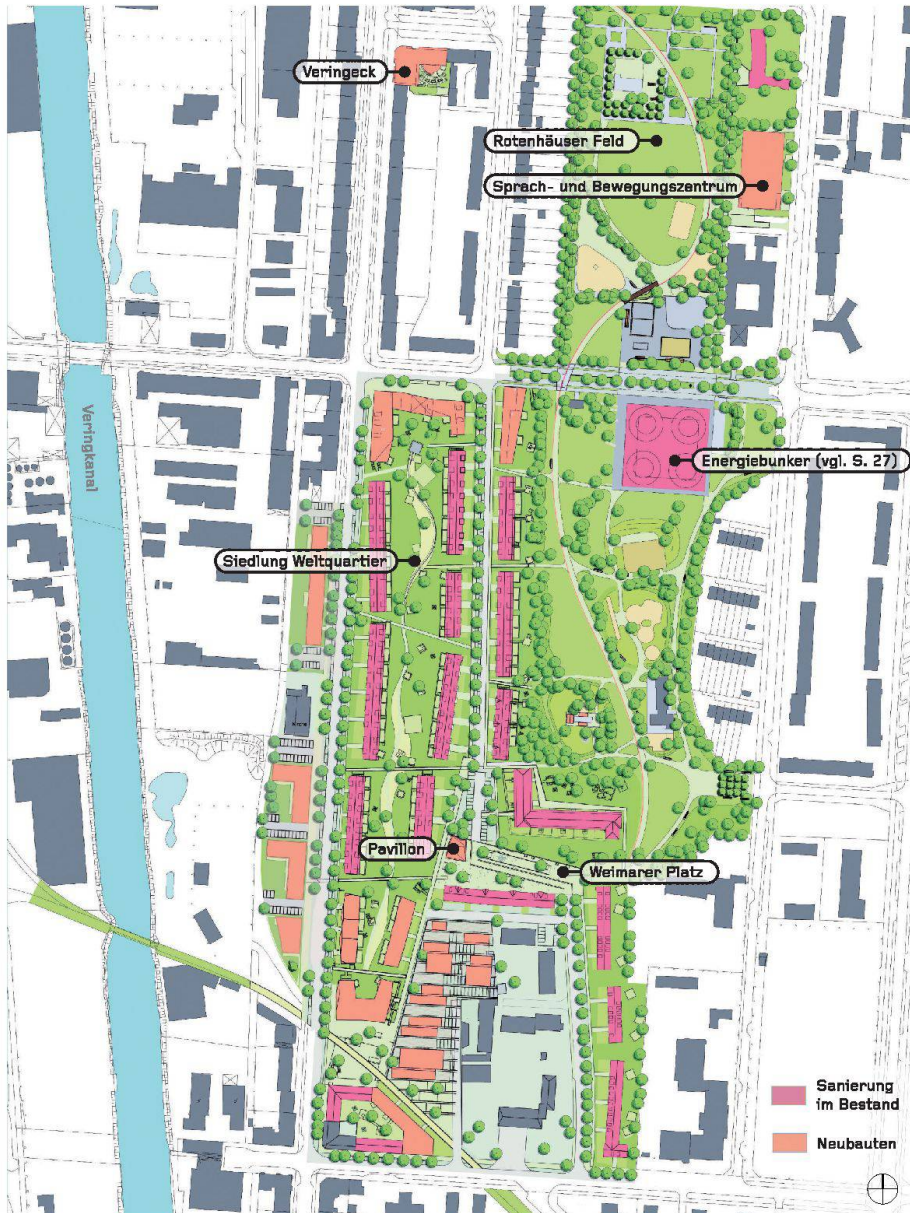 Veringeck
Rotenhäuser Feld
Sprach- und Bewegungszentrum
Veringkanal
Energiebunker (vgl. S. 27)
Siedlung Weltquartier
Pavillon
Weimarer Platz
Sanierung
im Bestand
Neubauten